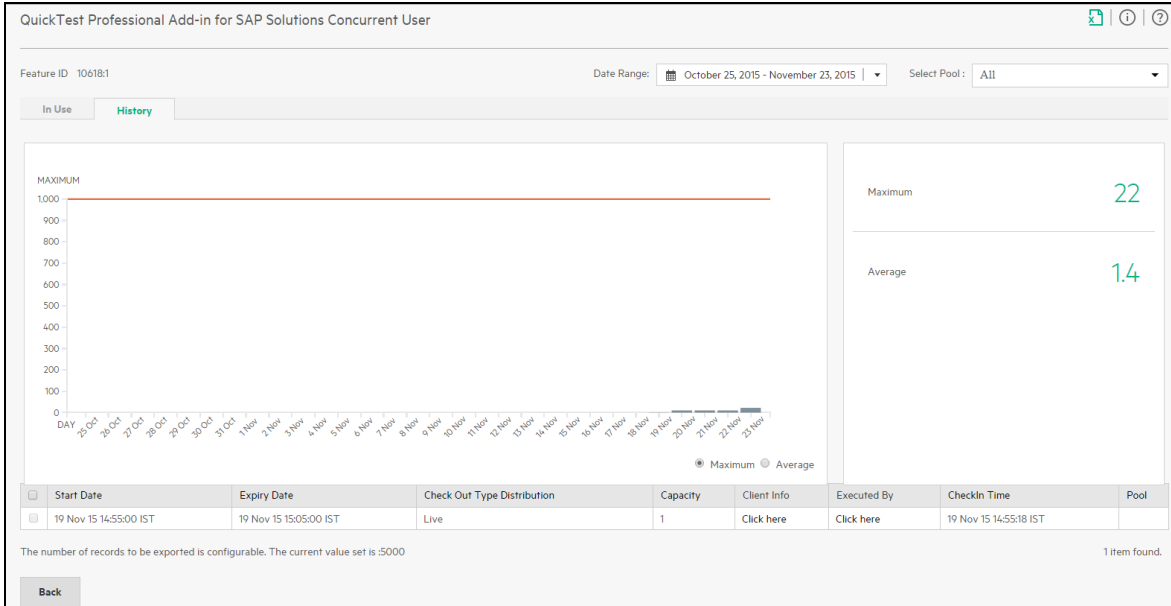 QuickTest Professional Add-in for SAP Solutions Concurrent User
Feature ID 10618:1
Date Range: October 25, 2015 - November 23, 2015
Select Pool : All
In Use
History
MAXIMUM
1,000
900
800
700
600
500
400
300
200
100
0
DAY 25 Oct 26 Oct 27 Oct 28 Oct 29 Oct 30 Oct 31 Oct 1 Nov 2 Nov 3 Nov 4 Nov 5 Nov 6 Nov 7 Nov 8 Nov 9 Nov 10 Nov 11 Nov 12 Nov 13 Nov 14 Nov 15 Nov 16 Nov 17 Nov 18 Nov 19 Nov 20 Nov 21 Nov 22 Nov 23 Nov
Maximum Average
Maximum 22
Average 1.4
Start Date Expiry Date Check Out Type Distribution Capacity Client Info Executed By CheckIn Time Pool
19 Nov 15 14:55:00 IST 19 Nov 15 15:05:00 IST Live 1 Click here Click here 19 Nov 15 14:55:18 IST
The number of records to be exported is configurable. The current value set is :5000
1 item found.
Back